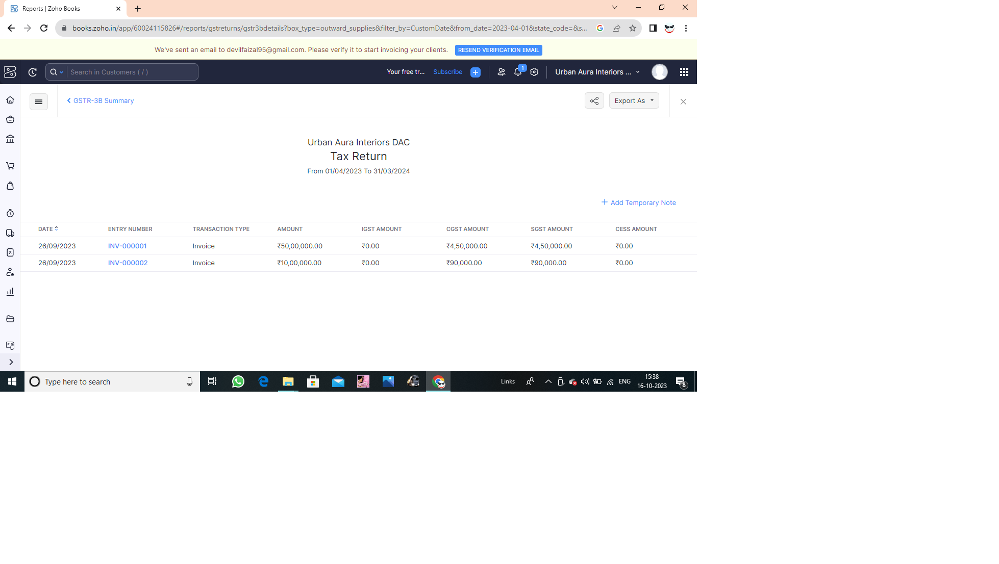 Reports | Zoho Books
books.zoho.in/app/60024115826#/reports/gstreturns/gstr3bdetails?box_type=outward_supplies&filter_by=CustomDate&from_date=2023-04-01&state_code=&s...
We've sent an email to devilfaizal95@gmail.com. Please verify it to start invoicing your clients. RESEND VERIFICATION EMAIL
Search in Customers ( / ) Your free tr... Subscribe 1 Urban Aura Interiors ...
GSTR-3B Summary Export As
Urban Aura Interiors DAC
Tax Return
From 01/04/2023 To 31/03/2024
Add Temporary Note
DATE ENTRY NUMBER TRANSACTION TYPE AMOUNT IGST AMOUNT CGST AMOUNT SGST AMOUNT CESS AMOUNT
26/09/2023 INV-000001 Invoice ₹50,00,000.00 ₹0.00 ₹4,50,000.00 ₹4,50,000.00 ₹0.00
26/09/2023 INV-000002 Invoice ₹10,00,000.00 ₹0.00 ₹90,000.00 ₹90,000.00 ₹0.00
Type here to search Links ENG 15:38
16-10-2023 8